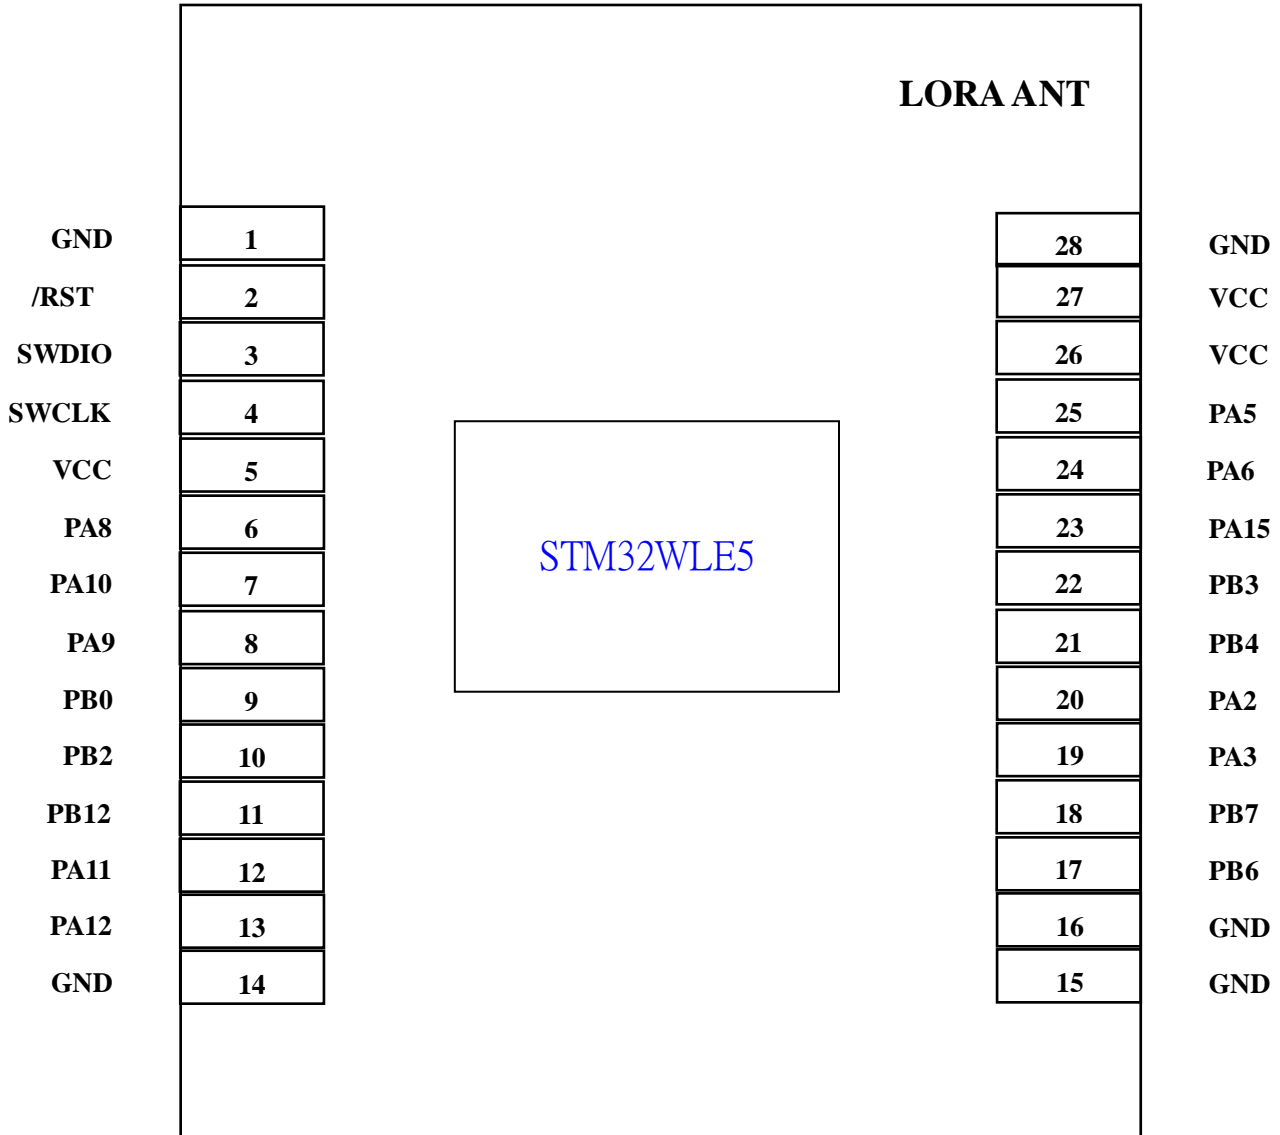 LORA ANT
GND 1 28 GND
/RST 2 27 VCC
SWDIO 3 26 VCC
SWCLK 4 25 PA5
VCC 5 24 PA6
PA8 6 23 PA15
PA10 7 22 PB3
PA9 8 21 PB4
PB0 9 20 PA2
PB2 10 19 PA3
PB12 11 18 PB7
PA11 12 17 PB6
PA12 13 16 GND
GND 14 15 GND
STM32WLE5